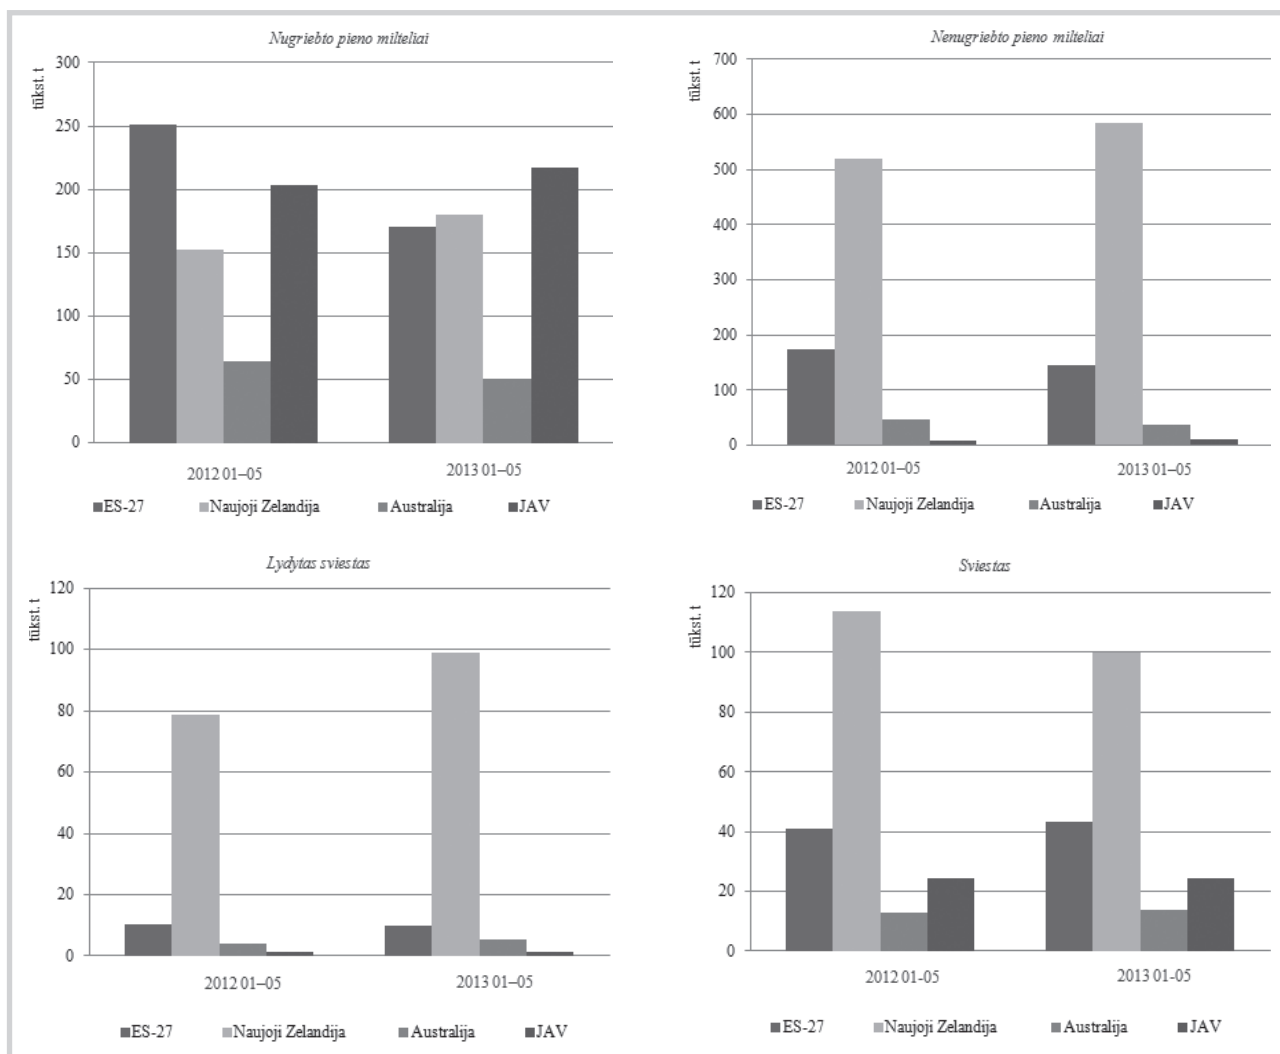 Nugriebto pieno milteliai
tūkst. t
300
250
200
150
100
50
0
2012 01–05 2013 01–05
ES-27 Naujoji Zelandija Australija JAV
Nenugriebto pieno milteliai
tūkst. t
700
600
500
400
300
200
100
0
2012 01–05 2013 01–05
ES-27 Naujoji Zelandija Australija JAV
Lydytas sviestas
tūkst. t
120
100
80
60
40
20
0
2012 01–05 2013 01–05
ES-27 Naujoji Zelandija Australija JAV
Sviestas
tūkst. t
120
100
80
60
40
20
0
2012 01–05 2013 01-05
ES-27 Naujoji Zelandija Australija JAV